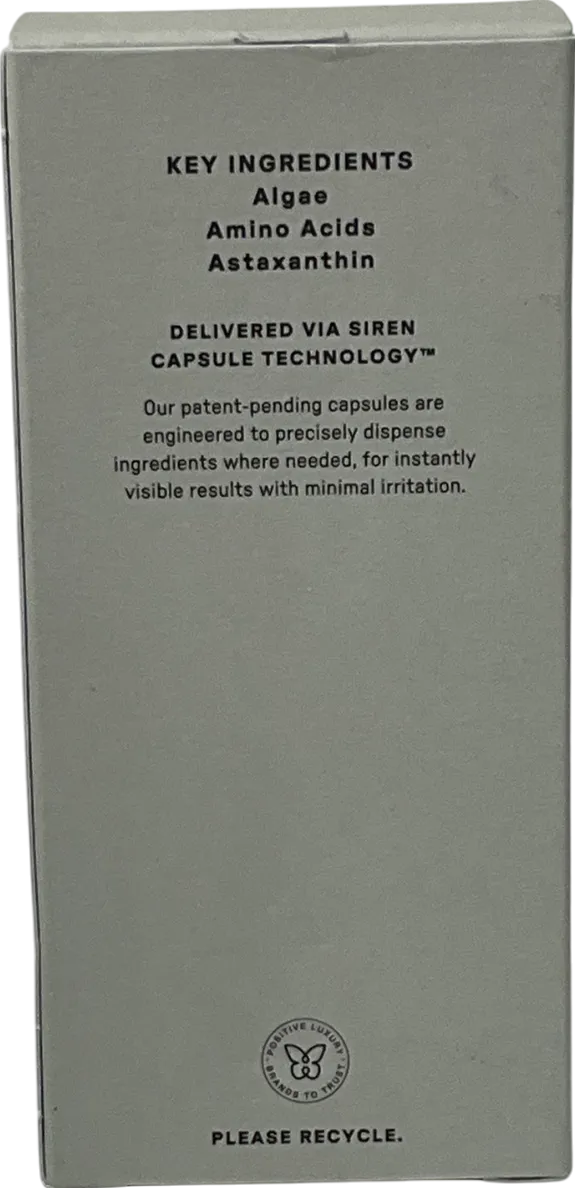 KEY INGREDIENTS
Algae
Amino Acids
Astaxanthin
DELIVERED VIA SIREN
CAPSULE TECHNOLOGY™
Our patent-pending capsules are
engineered to precisely dispense
ingredients where needed, for instantly
visible results with minimal irritation.
POSITIVE LUXURY
BRANDS TO TRUST
PLEASE RECYCLE.